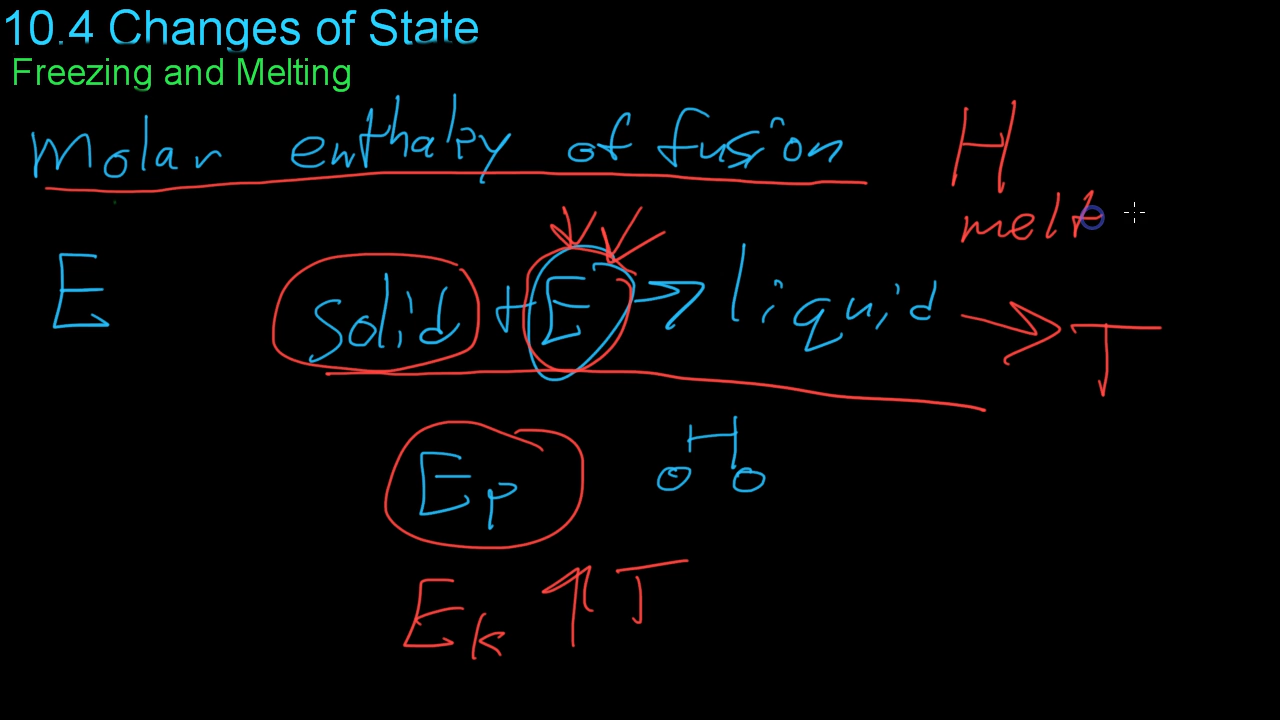 10.4 Changes of State
Freezing and Melting
Molar enthalpy of fusion
H
melt
E
solid + E → liquid → T
Ep
H
Ek ↑ T